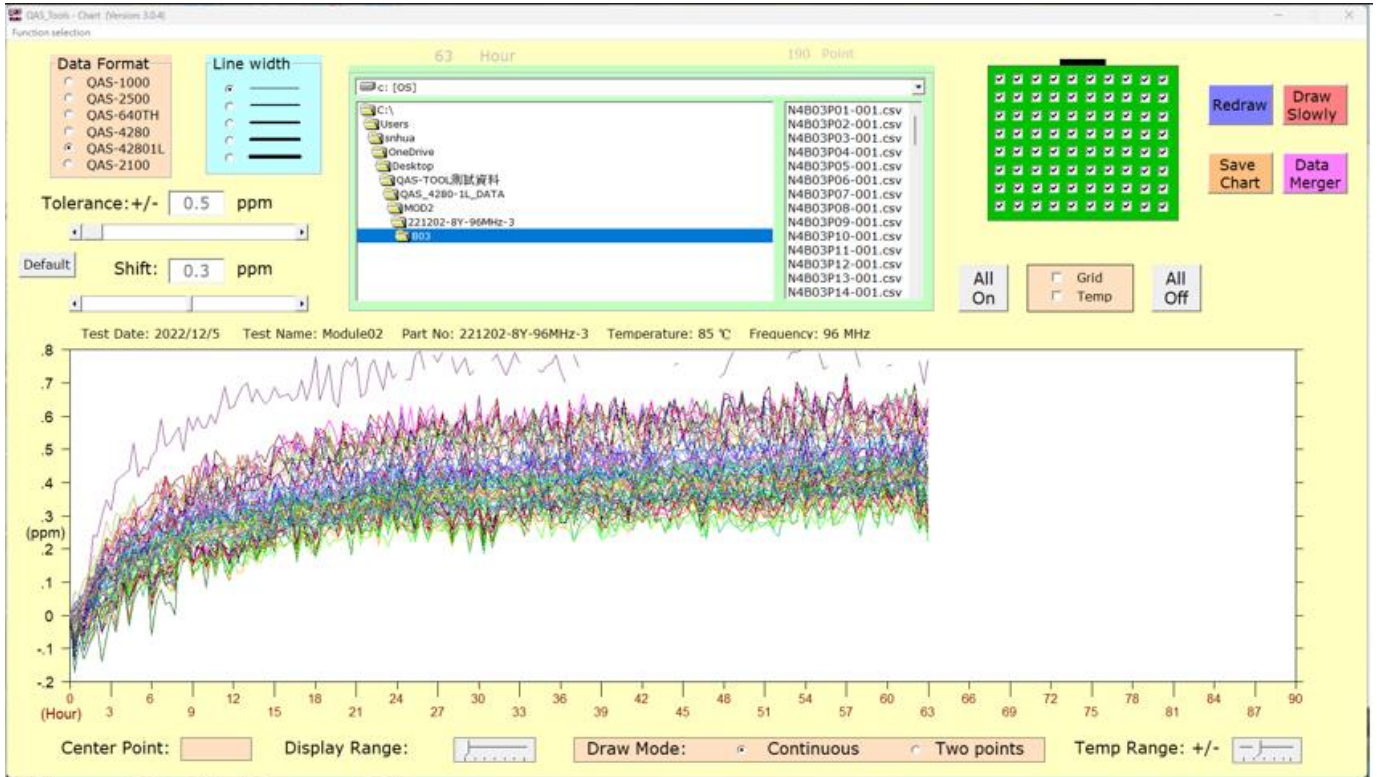 QAS_Tools - Chart (Version: 3.0.4)
Function selection
63 Hour
190 Point
Data Format
QAS-1000
QAS-2500
QAS-640TH
QAS-4280
QAS-42801L
QAS-2100
Line width
c: [OS]
C:\
Users
snhua
OneDrive
Desktop
QAS-TOOL測試資料
QAS_4280-1L_DATA
MOD2
221202-8Y-96MHz-3
B03
N4B03P01-001.csv
N4B03P02-001.csv
N4B03P03-001.csv
N4B03P04-001.csv
N4B03P05-001.csv
N4B03P06-001.csv
N4B03P07-001.csv
N4B03P08-001.csv
N4B03P09-001.csv
N4B03P10-001.csv
N4B03P11-001.csv
N4B03P12-001.csv
N4B03P13-001.csv
N4B03P14-001.csv
Redraw
Draw
Slowly
Save
Chart
Data
Merger
Tolerance:+/- 0.5 ppm
Default
Shift: 0.3 ppm
All
On
Grid
Temp
All
Off
Test Date: 2022/12/5 Test Name: Module02 Part No: 221202-8Y-96MHz-3 Temperature: 85 ℃ Frequency: 96 MHz
.8
.7
.6
.5
.4
.3
(ppm)
.2
.1
0
-.1
-.2
0 6 12 18 24 30 36 42 48 54 60 66 72 78 84 90
(Hour) 3 9 15 21 27 33 39 45 51 57 63 69 75 81 87
Center Point:
Display Range:
Draw Mode: Continuous Two points
Temp Range: +/-